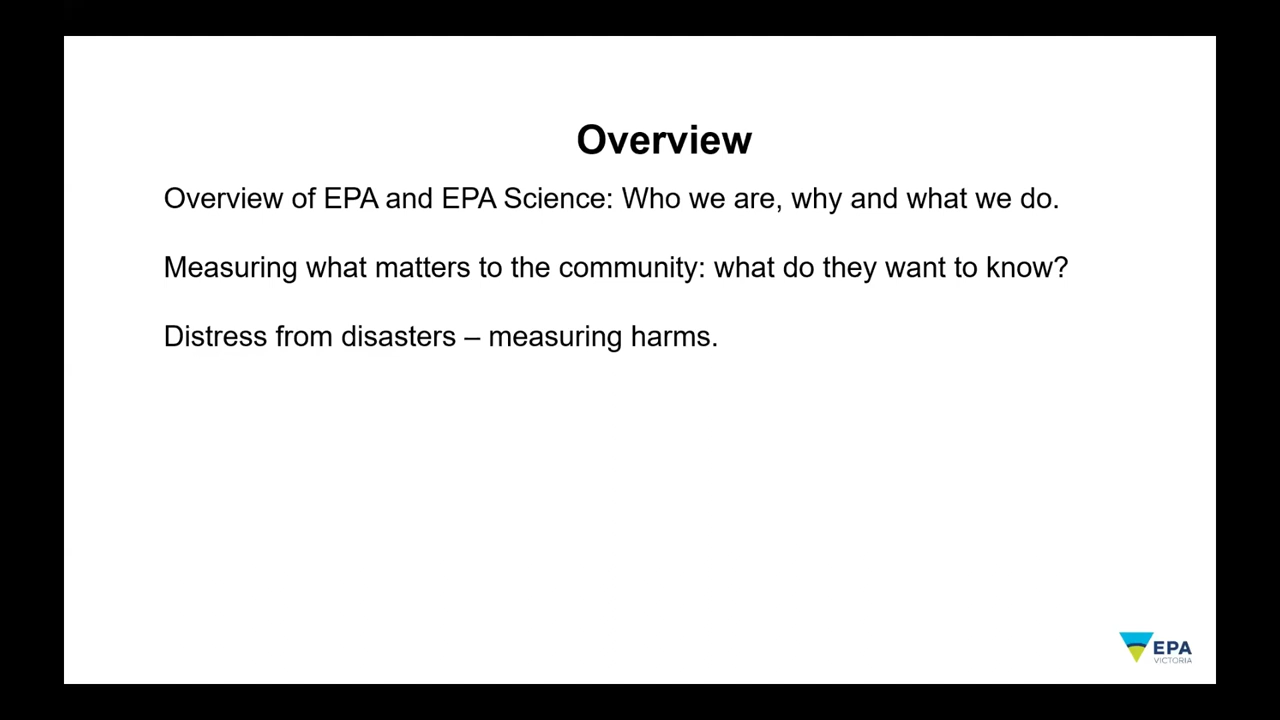 Overview
Overview of EPA and EPA Science: Who we are, why and what we do.
Measuring what matters to the community: what do they want to know?
Distress from disasters – measuring harms.
EPA
VICTORIA